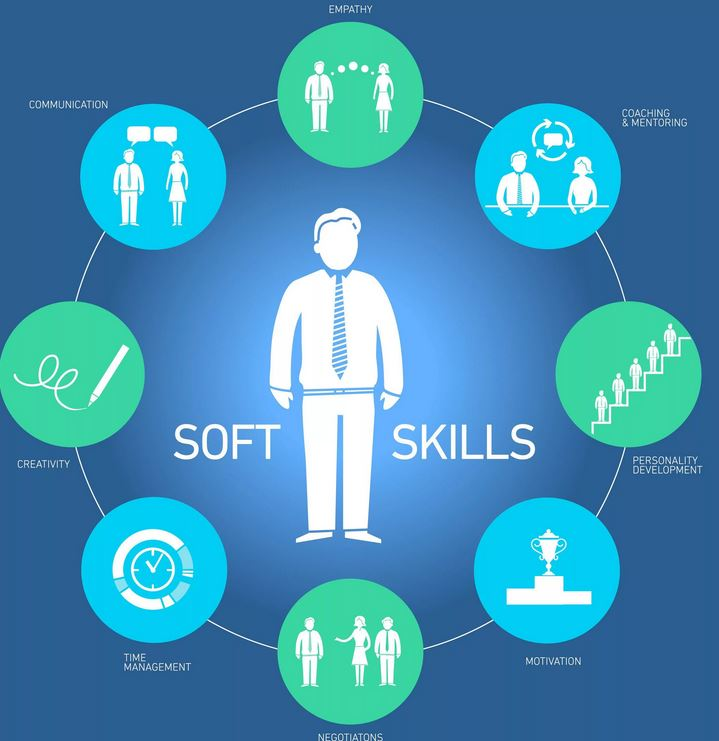 EMPATHY
COMMUNICATION
COACHING
& MENTORING
SOFT SKILLS
CREATIVITY
PERSONALITY
DEVELOPMENT
TIME
MANAGEMENT
MOTIVATION
NEGOTIATONS